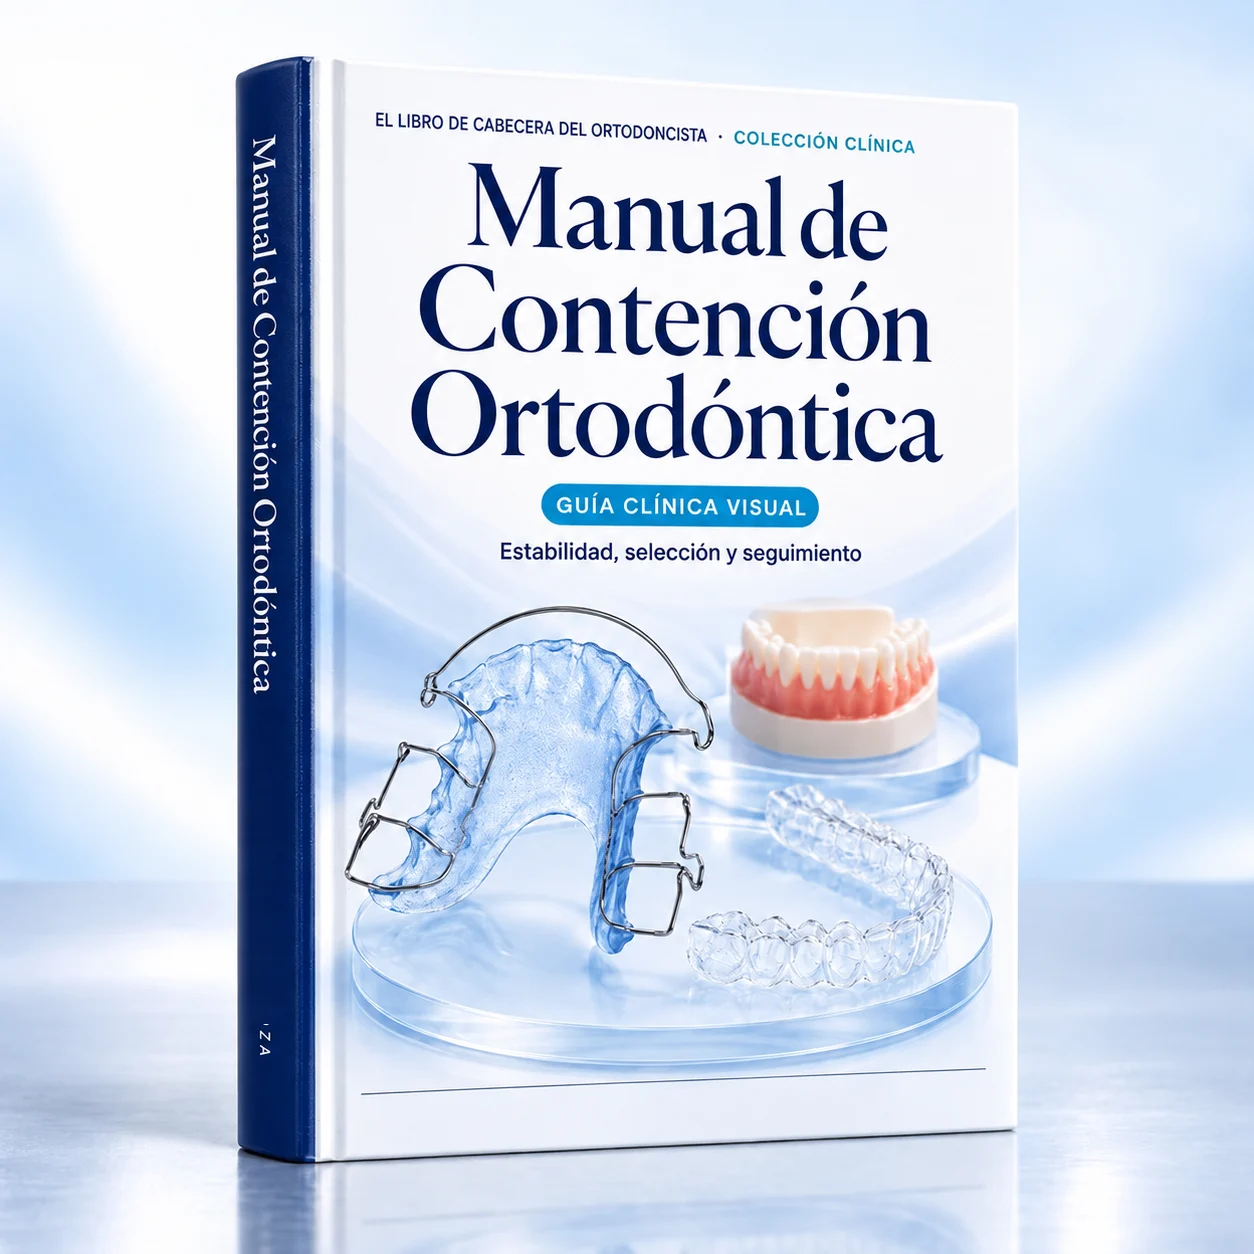 Manual de Contención Ortodóntica
EL LIBRO DE CABECERA DEL ORTODONCISTA · COLECCIÓN CLÍNICA
Manual de
Contención
Ortodóntica
GUÍA CLÍNICA VISUAL
Estabilidad, selección y seguimiento